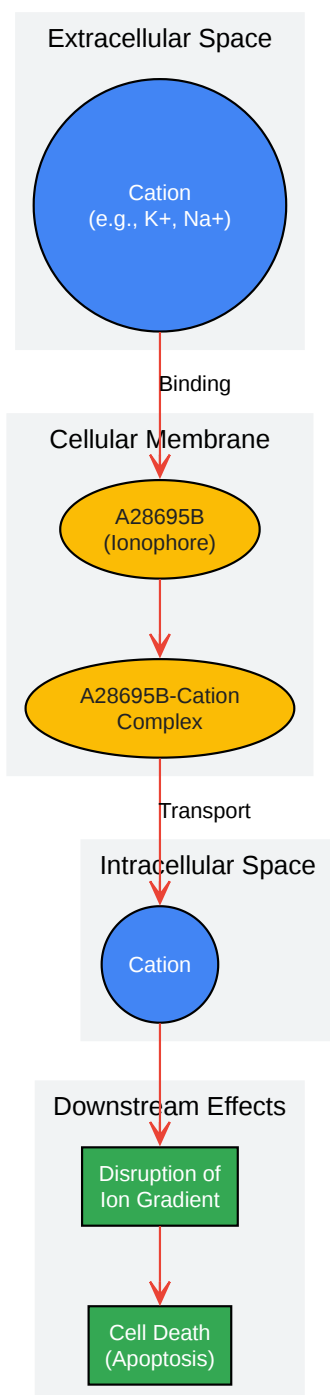 Extracellular Space
Cation
(e.g., K+, Na+)
Binding
Cellular Membrane
A28695B
(Ionophore)
A28695B-Cation
Complex
Transport
Intracellular Space
Cation
Downstream Effects
Disruption of
Ion Gradient
Cell Death
(Apoptosis)